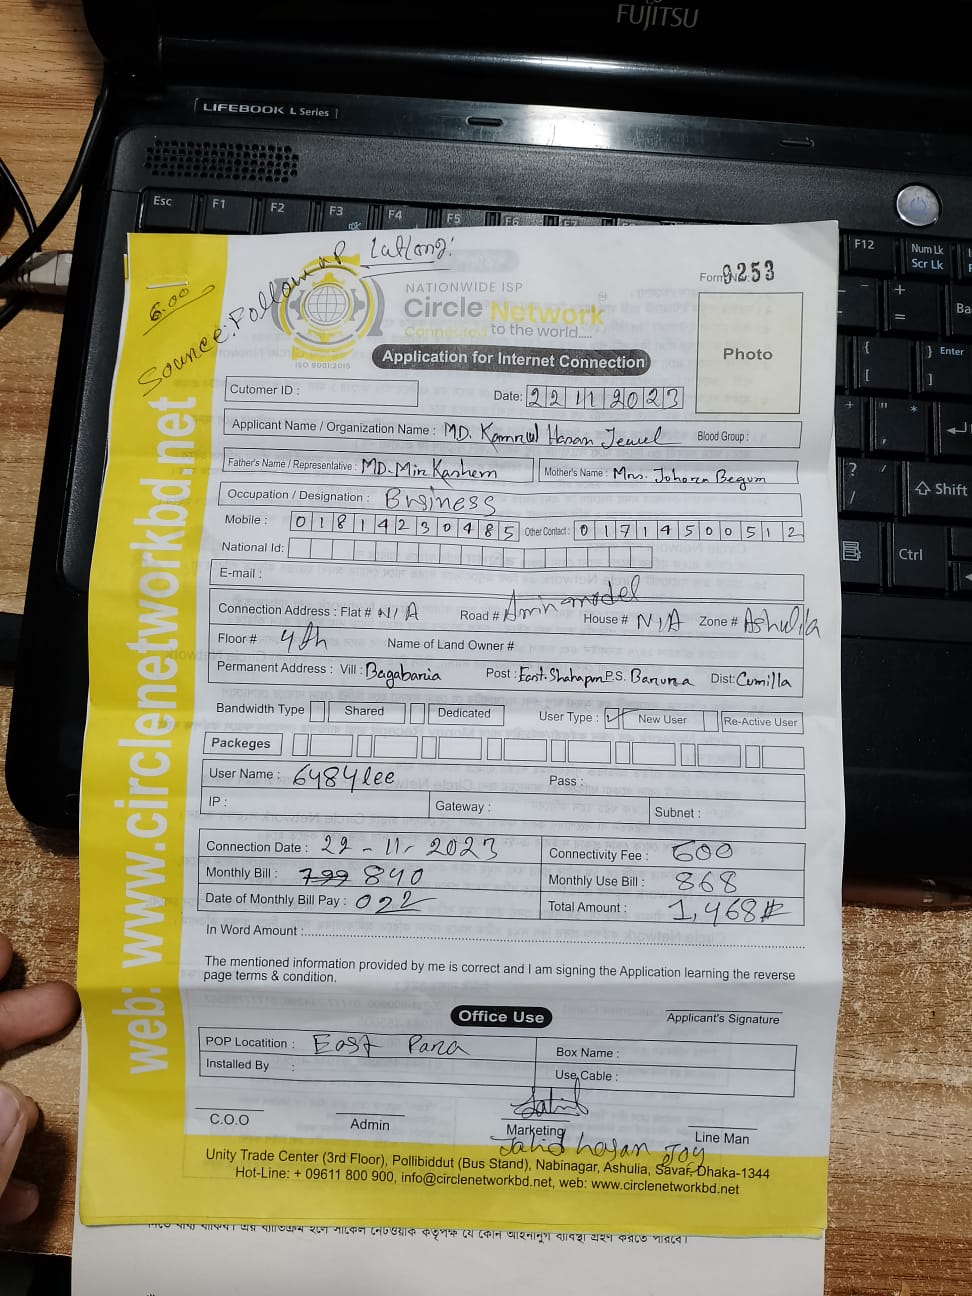 FUJITSU
LIFEBOOK L Series
Esc F1 F2 F3 F4 F5 F6 F12 Num Lk Scr Lk
Enter
Shift
Ctrl
6.00
Source: Follow up Lat/ong:
NATIONWIDE ISP
Circle Network
Connected to the world.....
ISO 9001:2015
Form No.: 9253
Photo
Application for Internet Connection
Cutomer ID :
Date: 22 11 2023
Applicant Name / Organization Name : MD. Kamrul Hasan Jewel Blood Group :
Father's Name / Representative : MD. Mir Kashem Mother's Name : Mrs. Johora Begum
Occupation / Designation : Business
Mobile : 01814230485 Other Contact : 01714500512
National Id:
E-mail :
Connection Address : Flat # N/A Road # Amin model House # N/A Zone # Ashulia
Floor # 4th Name of Land Owner #
Permanent Address : Vill : Bagabaria Post : East. Shahapur P.S. Barura Dist: Cumilla
Bandwidth Type Shared Dedicated User Type : New User Re-Active User
Packeges
User Name : 6484lee Pass :
IP : Gateway : Subnet :
Connection Date : 22-11-2023 Connectivity Fee : 600
Monthly Bill : 799 840 Monthly Use Bill : 868
Date of Monthly Bill Pay : 022 Total Amount : 1,468#
In Word Amount :
The mentioned information provided by me is correct and I am signing the Application learning the reverse
page terms & condition.
Applicant's Signature
Office Use
POP Locatition : East Para Box Name :
Installed By : Use Cable :
C.O.O Admin Marketing Line Man
Jahid hasan Joy
Unity Trade Center (3rd Floor), Pollibiddut (Bus Stand), Nabinagar, Ashulia, Savar, Dhaka-1344
Hot-Line: + 09611 800 900, info@circlenetworkbd.net, web: www.circlenetworkbd.net
web: www.circlenetworkbd.net